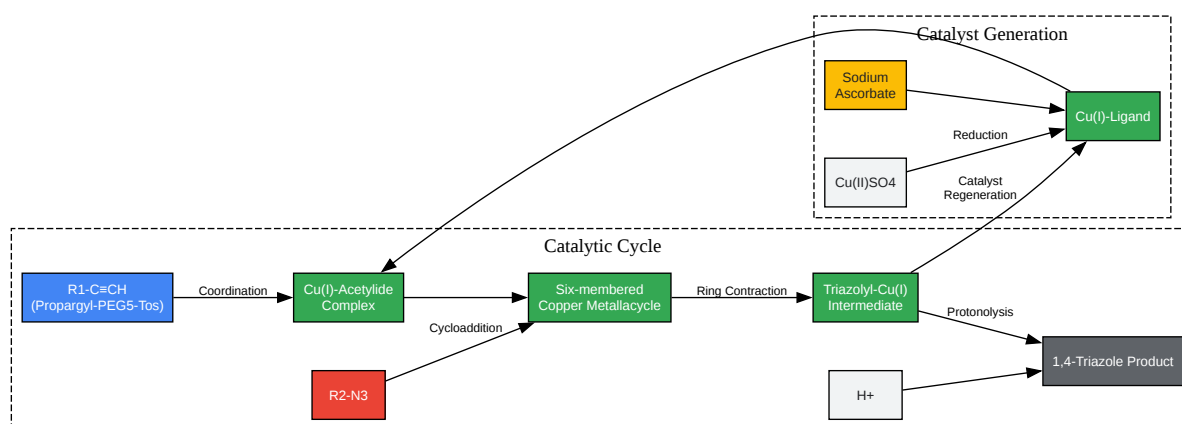 Catalyst Generation
Sodium
Ascorbate
Cu(I)-Ligand
Reduction
Cu(II)SO4
Catalyst
Regeneration
Catalytic Cycle
R1-C≡CH
(Propargyl-PEG5-Tos)
Coordination
Cu(I)-Acetylide
Complex
Six-membered
Copper Metallacycle
Ring Contraction
Triazolyl-Cu(I)
Intermediate
Cycloaddition
Protonolysis
1,4-Triazole Product
R2-N3
H+